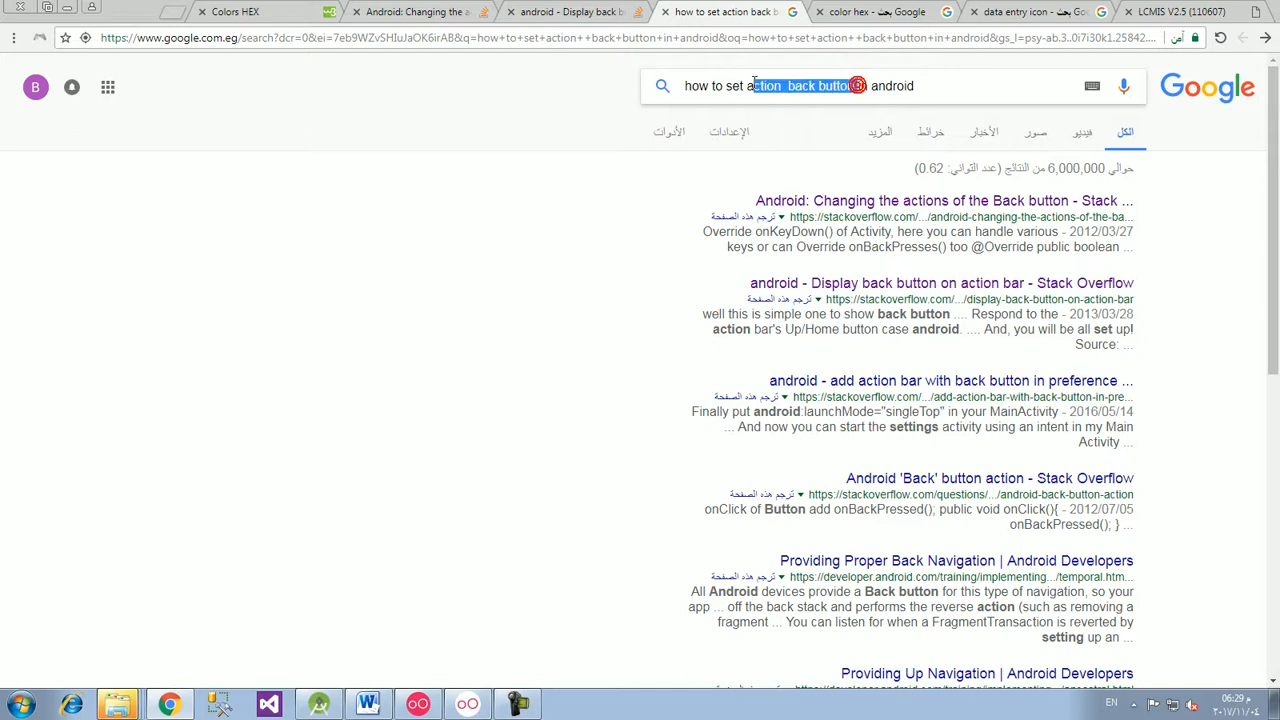 Colors HEX
Android: Changing the a
android - Display back b
how to set action back b
color hex - بحث Google
data entry icon - بحث Google
LCMIS V2.5 (110607)
https://www.google.com.eg/search?dcr=0&ei=7eb9WZvSHIuJaOK6irAB&q=how+to+set+action++back+button+in+android&oq=how+to+set+action++back+button+in+android&gs_l=psy-ab.3..0i7i30k1.25842....
آمن
B
how to set action  back button in android
Google
الكل
فيديو
صور
الأخبار
خرائط
المزيد
الإعدادات
الأدوات
حوالي 6,000,000 من النتائج (عدد الثواني: 0.62)
Android: Changing the actions of the Back button - Stack ...
https://stackoverflow.com/.../android-changing-the-actions-of-the-ba... ▼ ترجم هذه الصفحة
Override onKeyDown() of Activity, here you can handle various - 2012/03/27
keys or can Override onBackPresses() too @Override public boolean ...
android - Display back button on action bar - Stack Overflow
https://stackoverflow.com/.../display-back-button-on-action-bar ▼ ترجم هذه الصفحة
well this is simple one to show back button .... Respond to the - 2013/03/28
action bar's Up/Home button case android. .... And, you will be all set up!
Source: ...
android - add action bar with back button in preference ...
https://stackoverflow.com/.../add-action-bar-with-back-button-in-pre... ▼ ترجم هذه الصفحة
Finally put android:launchMode="singleTop" in your MainActivity - 2016/05/14
... And now you can start the settings activity using an intent in my Main
Activity ...
Android 'Back' button action - Stack Overflow
https://stackoverflow.com/questions/.../android-back-button-action ▼ ترجم هذه الصفحة
onClick of Button add onBackPressed(); public void onClick(){ - 2012/07/05
onBackPressed(); } ...
Providing Proper Back Navigation | Android Developers
https://developer.android.com/training/implementing.../temporal.htm... ▼ ترجم هذه الصفحة
All Android devices provide a Back button for this type of navigation, so your
app ... off the back stack and performs the reverse action (such as removing a
fragment ... You can listen for when a FragmentTransaction is reverted by
setting up an ...
Providing Up Navigation | Android Developers
EN
06:29 م
٢٠١٧/١١/٠٤